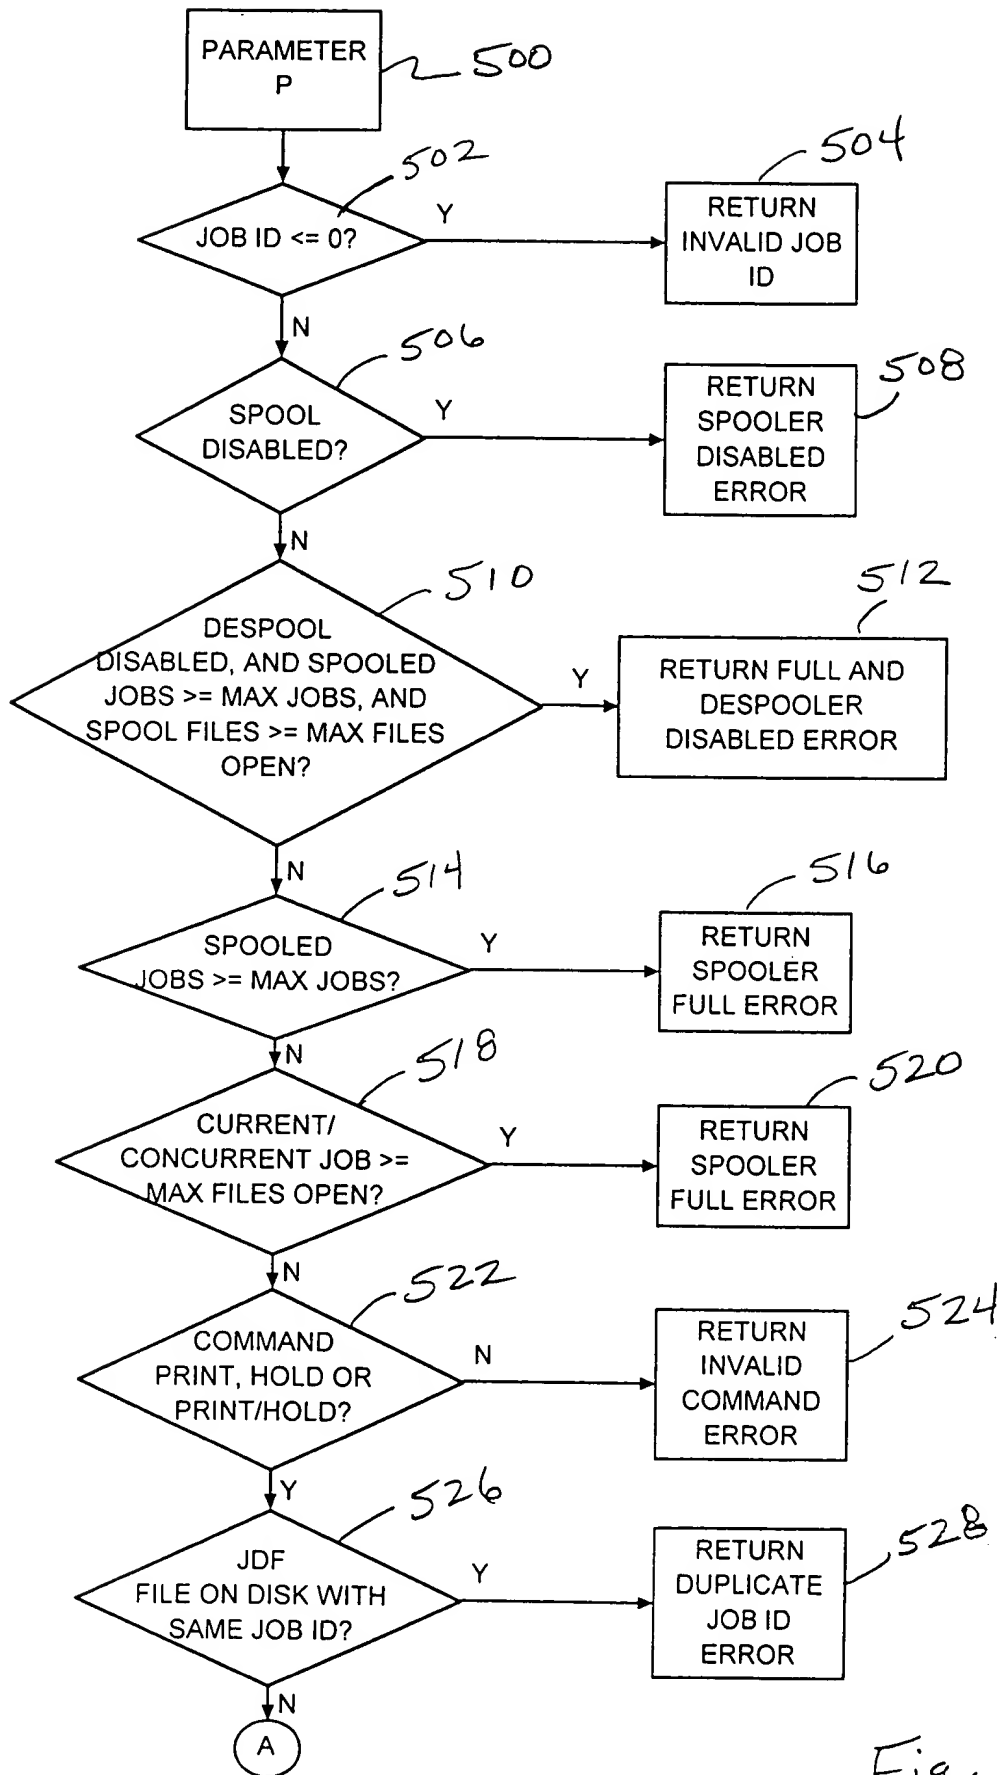 PARAMETER
P
500
502
JOB ID <= 0?
Y
504
RETURN
INVALID JOB
ID
N
506
SPOOL
DISABLED?
Y
508
RETURN
SPOOLER
DISABLED
ERROR
N
510
DESPOOL
DISABLED, AND SPOOLED
JOBS >= MAX JOBS, AND
SPOOL FILES >= MAX FILES
OPEN?
Y
512
RETURN FULL AND
DESPOOLER
DISABLED ERROR
N
514
SPOOLED
JOBS >= MAX JOBS?
Y
516
RETURN
SPOOLER
FULL ERROR
N
518
CURRENT/
CONCURRENT JOB >=
MAX FILES OPEN?
Y
520
RETURN
SPOOLER
FULL ERROR
N
522
COMMAND
PRINT, HOLD OR
PRINT/HOLD?
N
524
RETURN
INVALID
COMMAND
ERROR
Y
526
JDF
FILE ON DISK WITH
SAME JOB ID?
Y
528
RETURN
DUPLICATE
JOB ID
ERROR
N
A
Fig.